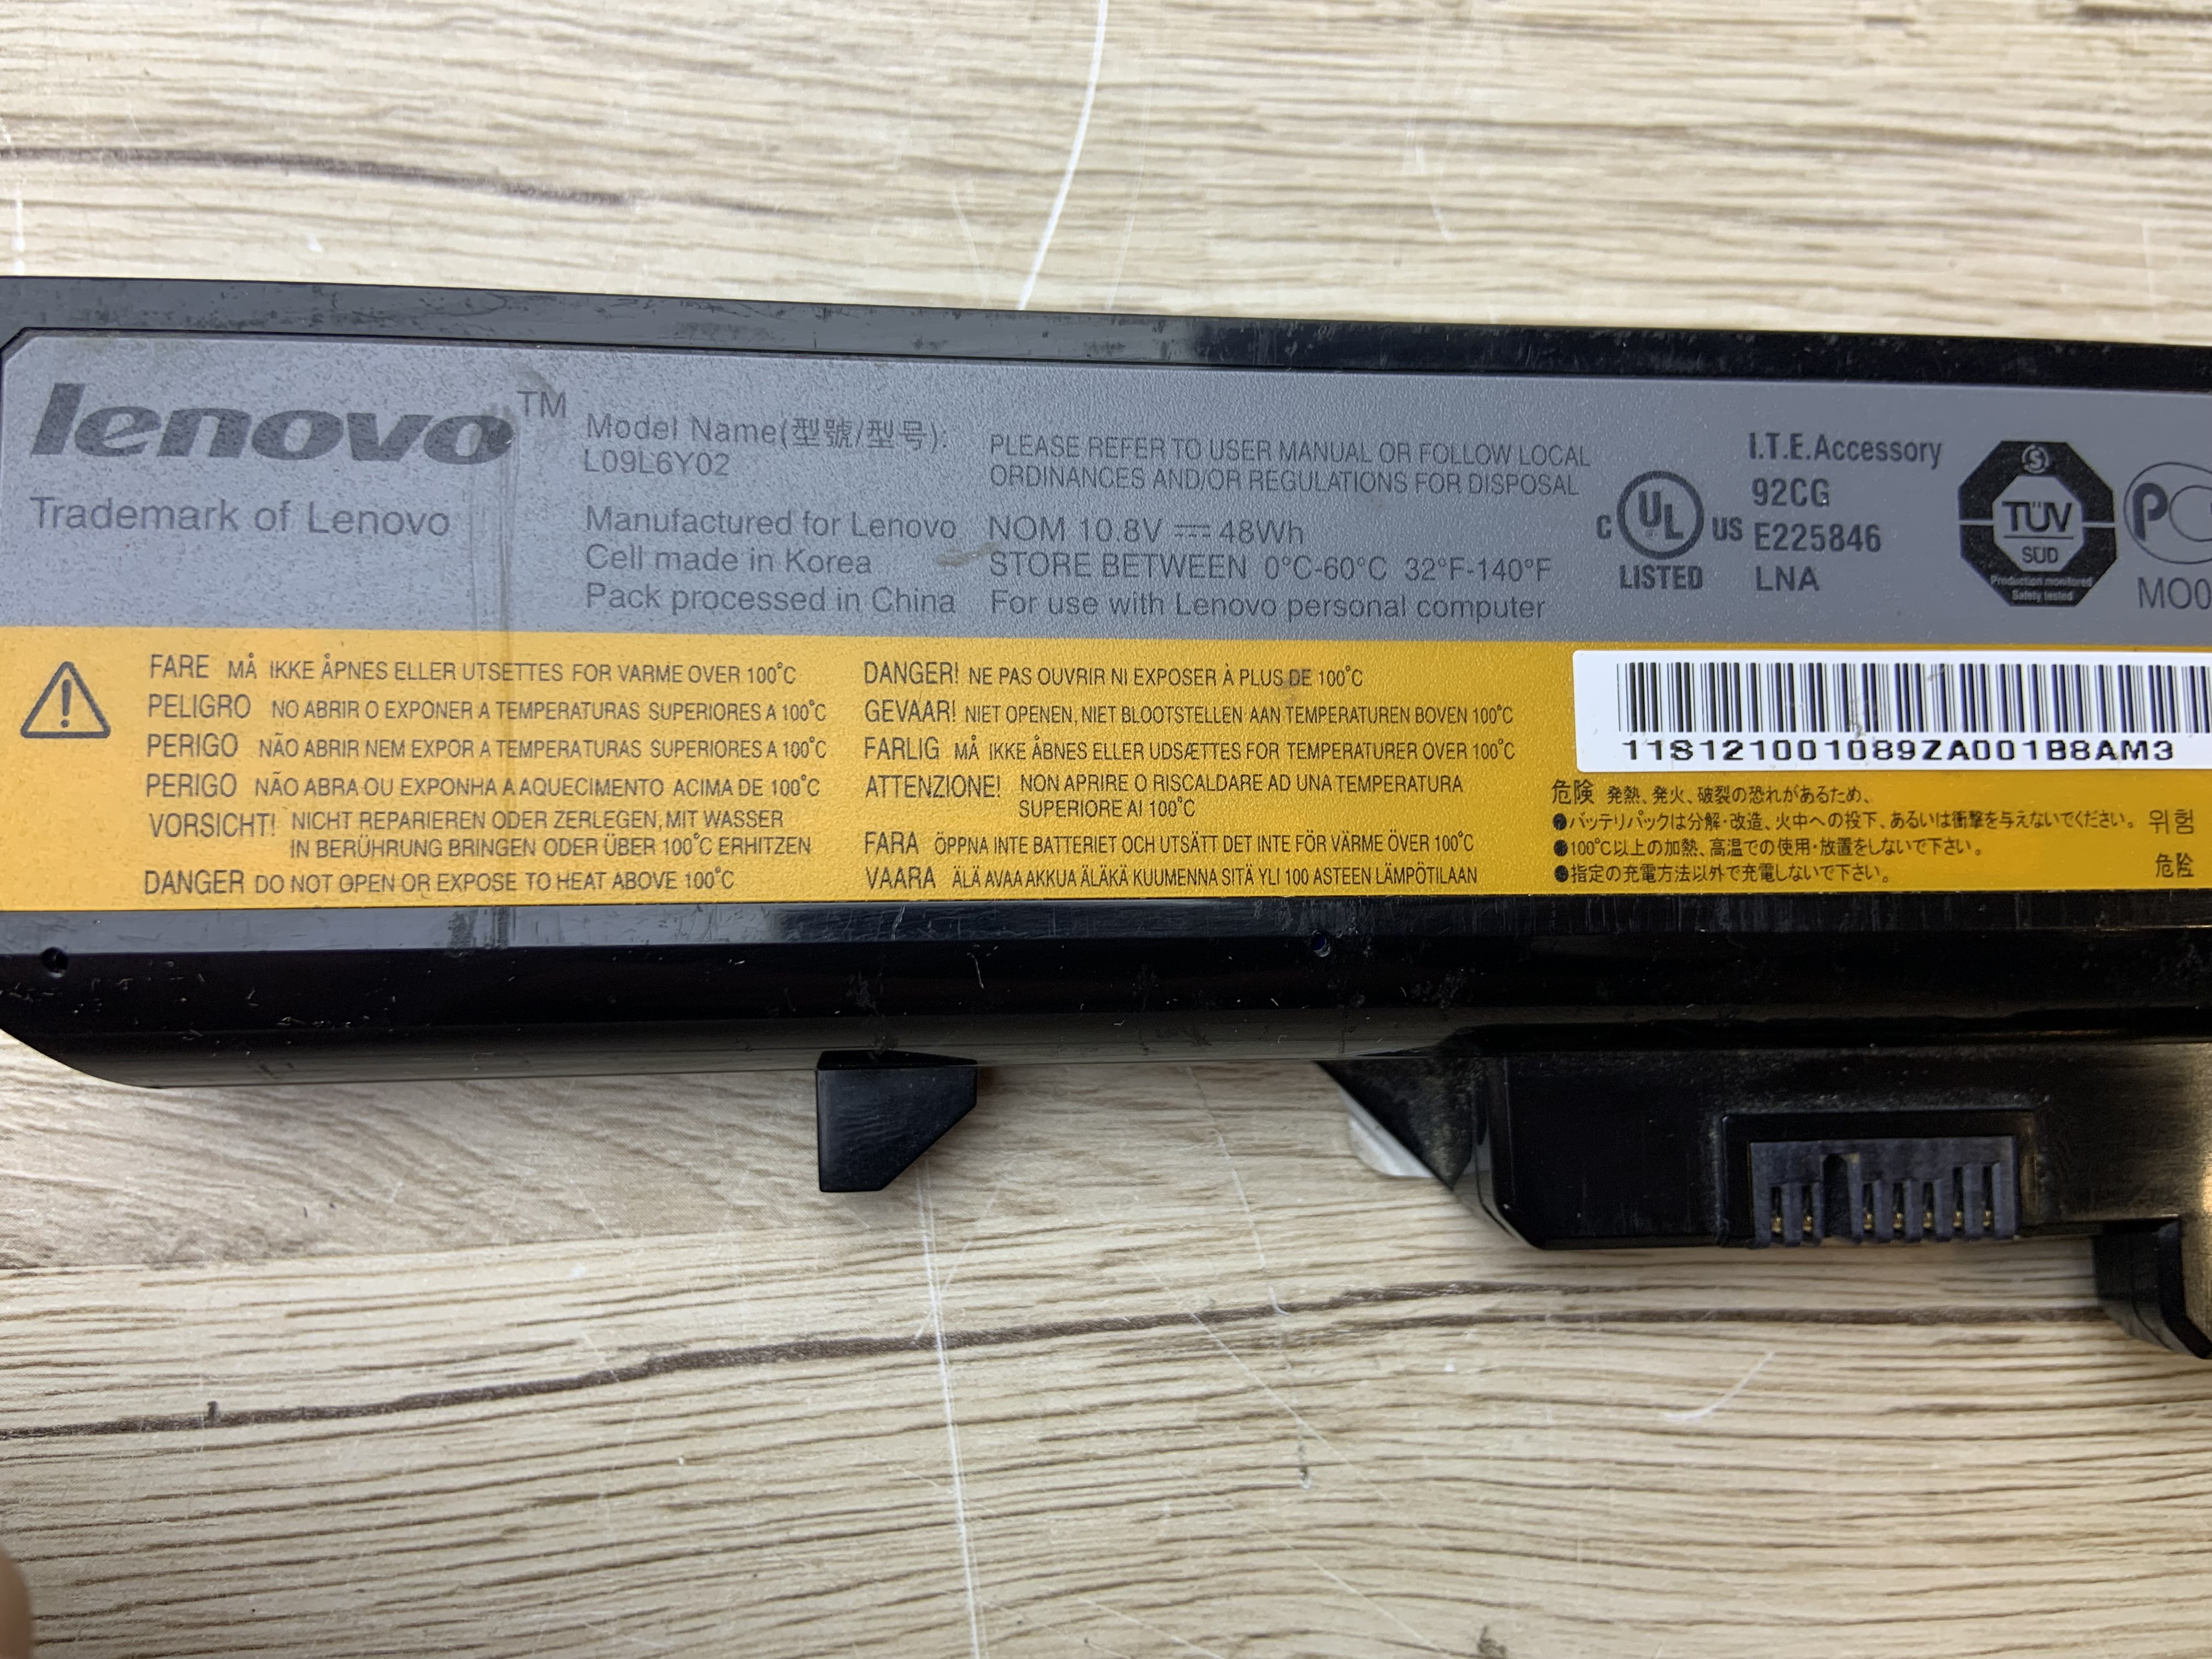 lenovo™
Trademark of Lenovo
Model Name(型號/型号):
L09L6Y02
Manufactured for Lenovo
Cell made in Korea
Pack processed in China
PLEASE REFER TO USER MANUAL OR FOLLOW LOCAL
ORDINANCES AND/OR REGULATIONS FOR DISPOSAL
NOM 10.8V ⎓ 48Wh
STORE BETWEEN 0°C-60°C 32°F-140°F
For use with Lenovo personal computer
C UL US
LISTED
I.T.E.Accessory
92CG
E225846
LNA
S
TÜV
SÜD
Production monitored
Safety tested
MO0
FARE MÅ IKKE ÅPNES ELLER UTSETTES FOR VARME OVER 100°C
PELIGRO NO ABRIR O EXPONER A TEMPERATURAS SUPERIORES A 100°C
PERIGO NÃO ABRIR NEM EXPOR A TEMPERATURAS SUPERIORES A 100°C
PERIGO NÃO ABRA OU EXPONHA A AQUECIMENTO ACIMA DE 100°C
VORSICHT! NICHT REPARIEREN ODER ZERLEGEN, MIT WASSER
IN BERÜHRUNG BRINGEN ODER ÜBER 100°C ERHITZEN
DANGER DO NOT OPEN OR EXPOSE TO HEAT ABOVE 100°C
DANGER! NE PAS OUVRIR NI EXPOSER À PLUS DE 100°C
GEVAAR! NIET OPENEN, NIET BLOOTSTELLEN AAN TEMPERATUREN BOVEN 100°C
FARLIG MÅ IKKE ÅBNES ELLER UDSÆTTES FOR TEMPERATURER OVER 100°C
ATTENZIONE! NON APRIRE O RISCALDARE AD UNA TEMPERATURA
SUPERIORE AI 100°C
FARA ÖPPNA INTE BATTERIET OCH UTSÄTT DET INTE FÖR VÄRME ÖVER 100°C
VAARA ÄLÄ AVAA AKKUA ÄLÄKÄ KUUMENNA SITÄ YLI 100 ASTEEN LÄMPÖTILAAN
11S121001089ZA001B8AM3
危険 発熱、発火、破裂の恐れがあるため、
●バッテリパックは分解・改造、火中への投下、あるいは衝撃を与えないでください。
●100°C以上の加熱、高温での使用・放置をしないで下さい。
●指定の充電方法以外で充電しないで下さい。
위험
危险